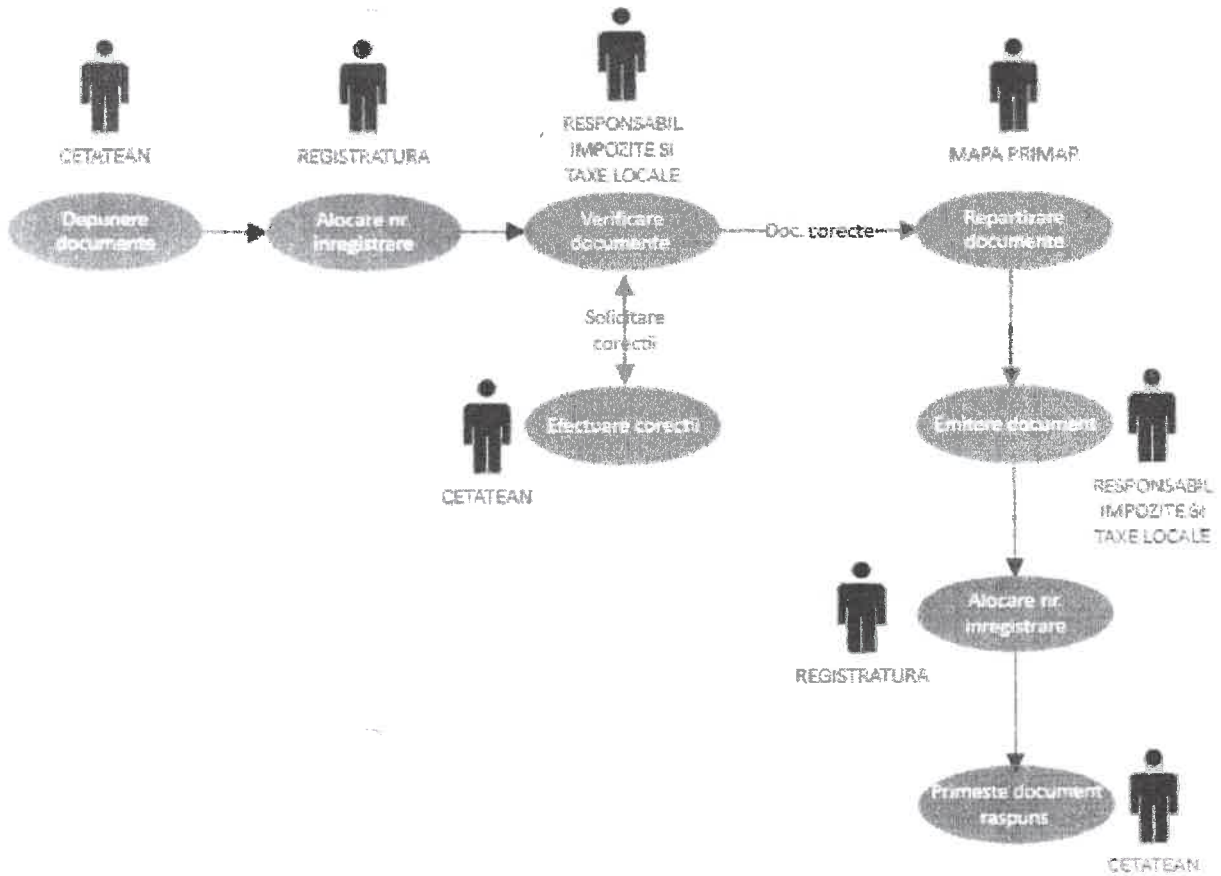 CETATEAN
REGISTRATURA
RESPONSABIL
IMPOZITE SI
TAXE LOCALE
MAPA PRIMAR
Depunere
documente
Alocare nr.
inregistrare
Verificare
documente
Doc. corecte
Repartizare
documente
Solicitare
corectii
CETATEAN
Efectuare corectii
Emitere document
RESPONSABIL
IMPOZITE SI
TAXE LOCALE
REGISTRATURA
Alocare nr.
inregistrare
Primeste document
raspuns
CETATEAN